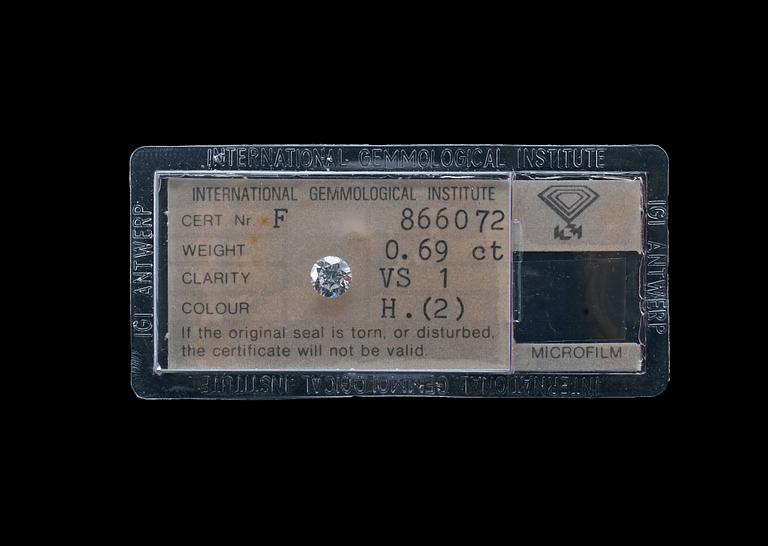 INTERNATIONAL GEMMOLOGICAL INSTITUTE
INTERNATIONAL GEMMOLOGICAL INSTITUTE
CERT Nr. F 866072
WEIGHT 0.69 ct
CLARITY VS 1
COLOUR H.(2)
If the original seal is torn, or disturbed,
the certificate will not be valid.
IGI
MICROFILM
IGI ANTWERP
IGI ANTWERP
INTERNATIONAL GEMMOLOGICAL INSTITUTE